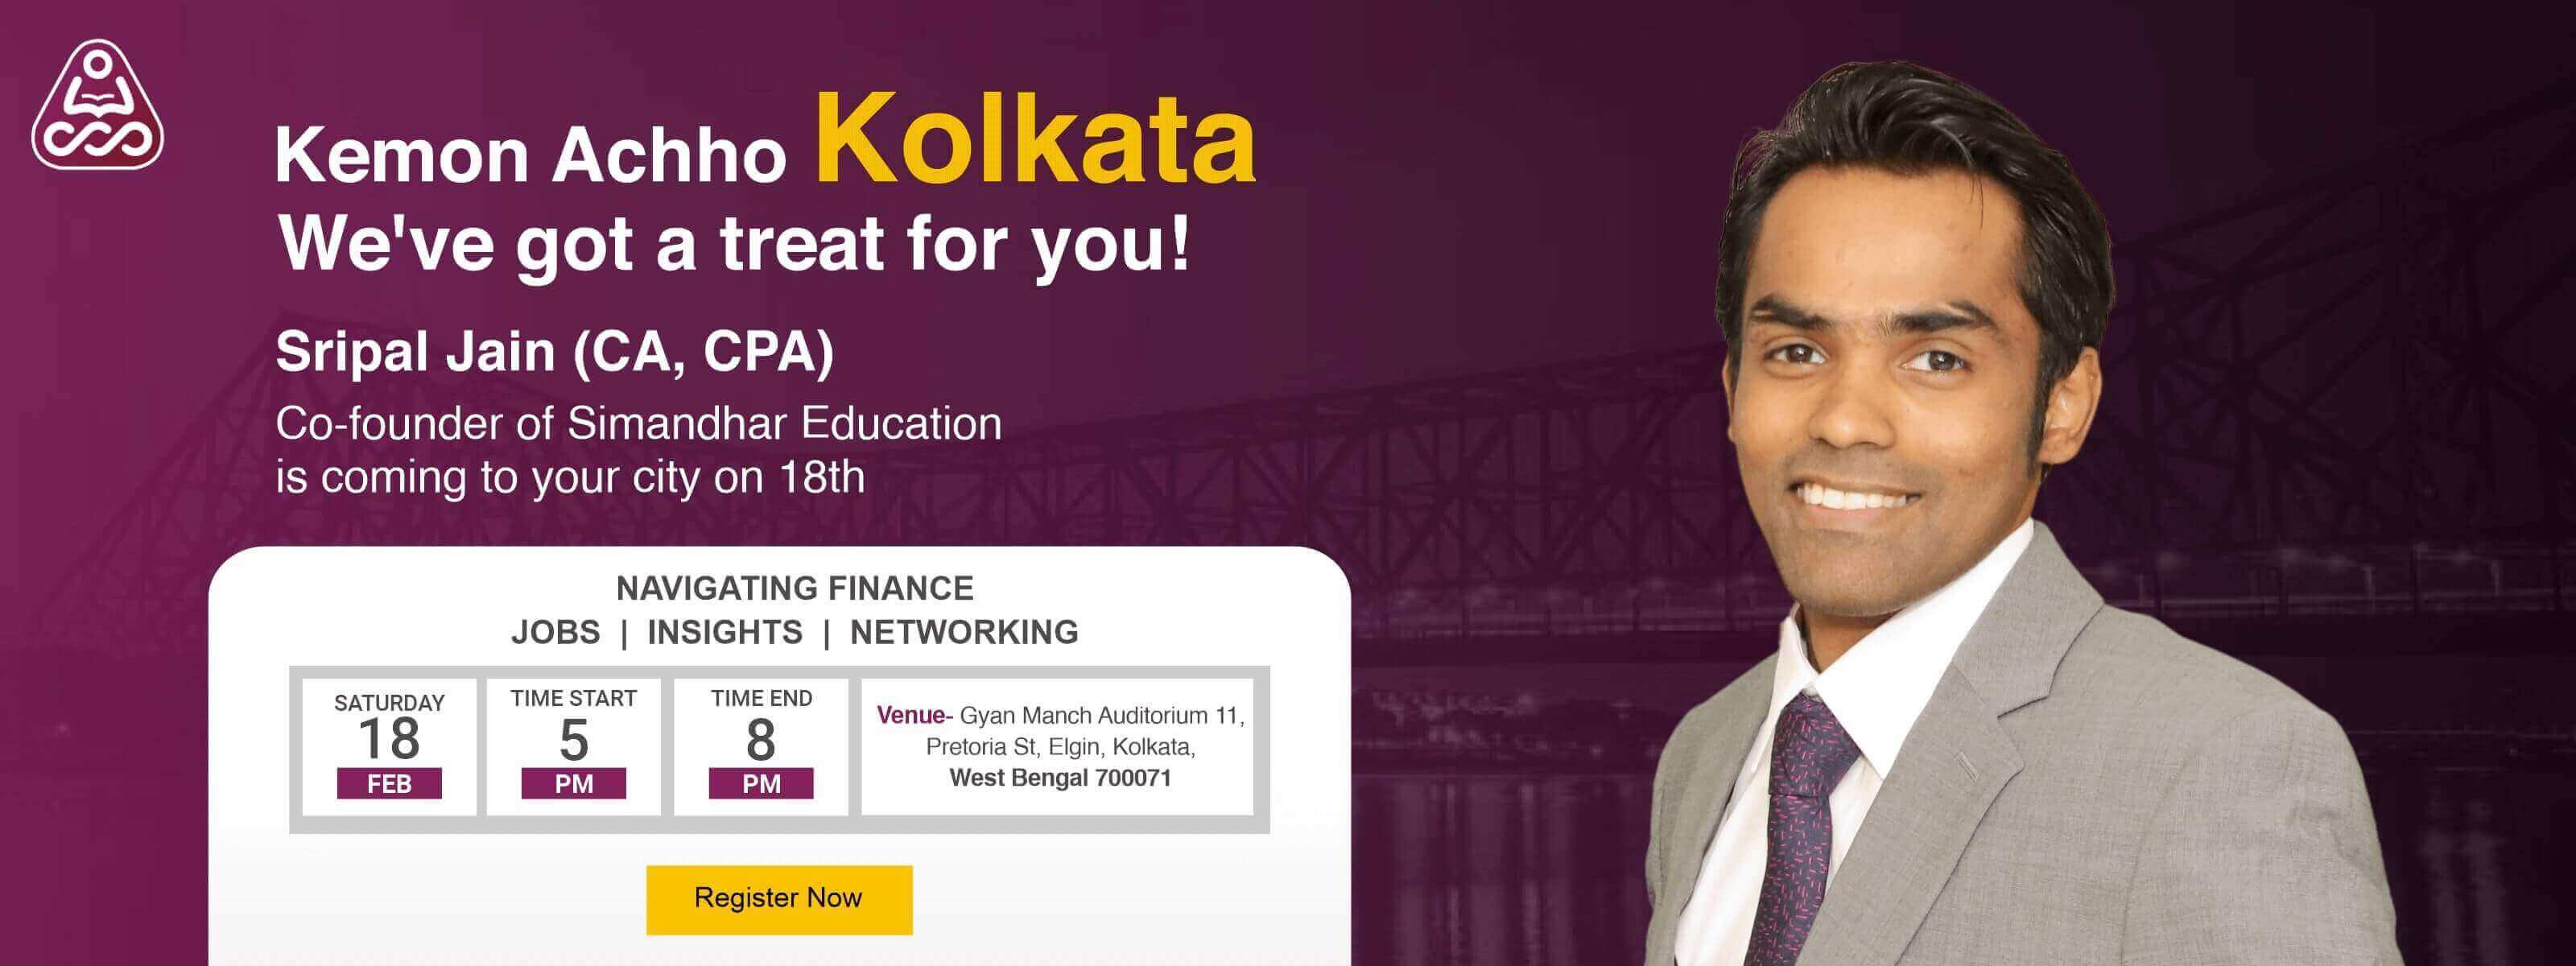 Kemon Achho Kolkata
We've got a treat for you!
Sripal Jain (CA, CPA)
Co-founder of Simandhar Education
is coming to your city on 18th
NAVIGATING FINANCE
JOBS | INSIGHTS | NETWORKING
SATURDAY
18
FEB
TIME START
5
PM
TIME END
8
PM
Venue- Gyan Manch Auditorium 11,
Pretoria St, Elgin, Kolkata,
West Bengal 700071
Register Now